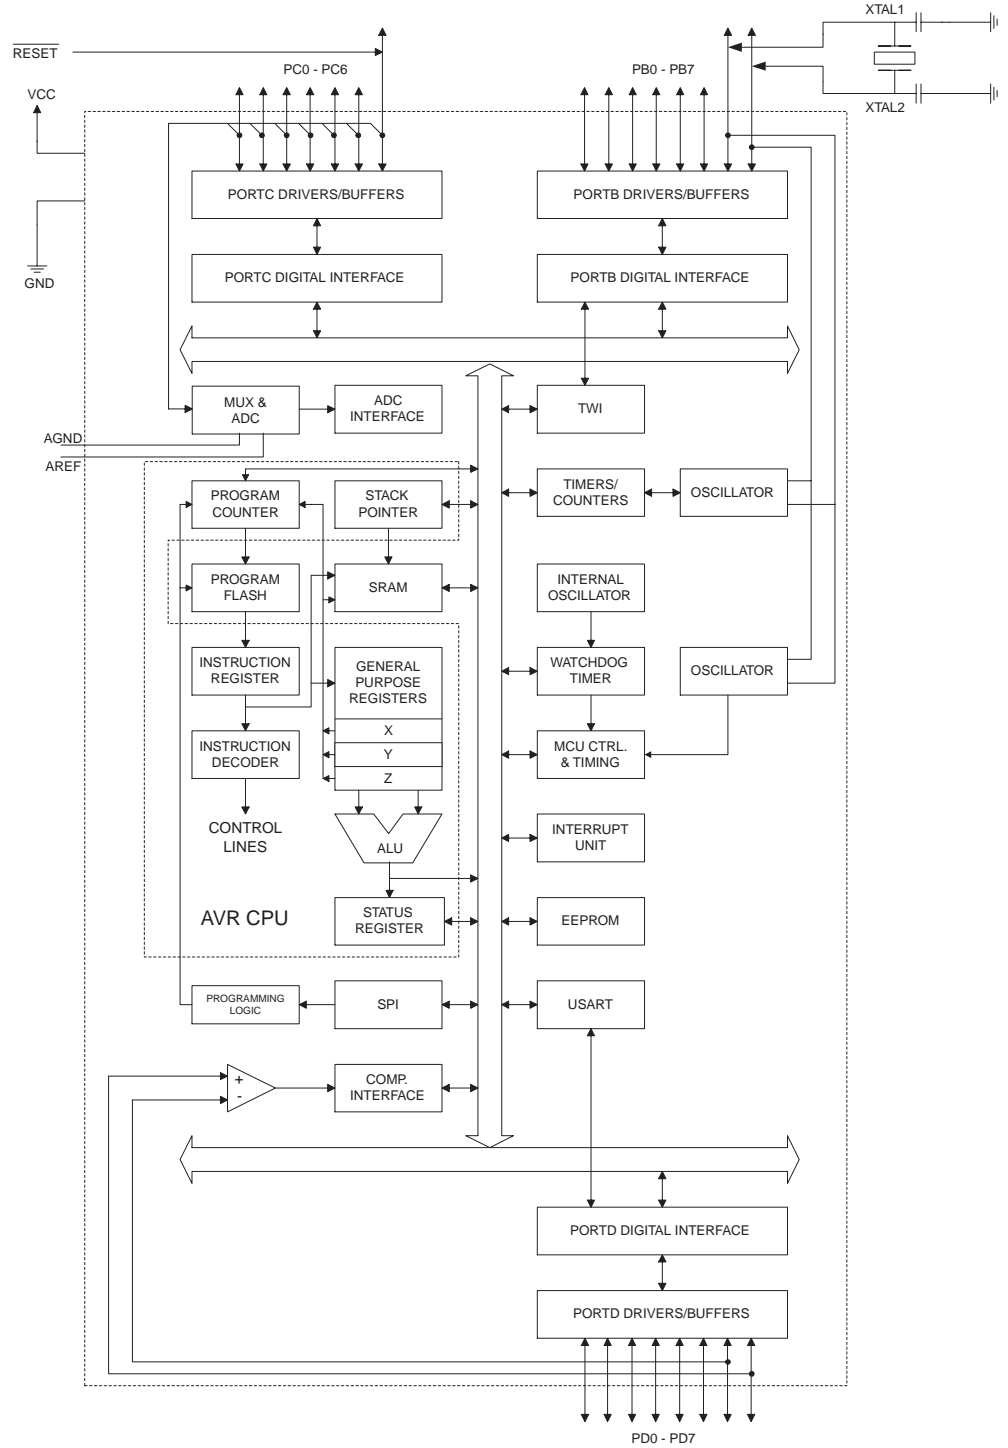 XTAL1
RESET
PC0 - PC6
PB0 - PB7
VCC
XTAL2
PORTC DRIVERS/BUFFERS
PORTB DRIVERS/BUFFERS
GND
PORTC DIGITAL INTERFACE
PORTB DIGITAL INTERFACE
MUX &
ADC
ADC
INTERFACE
TWI
AGND
AREF
PROGRAM
COUNTER
STACK
POINTER
TIMERS/
COUNTERS
OSCILLATOR
PROGRAM
FLASH
SRAM
INTERNAL
OSCILLATOR
INSTRUCTION
REGISTER
GENERAL
PURPOSE
REGISTERS
WATCHDOG
TIMER
OSCILLATOR
X
Y
Z
INSTRUCTION
DECODER
MCU CTRL.
& TIMING
CONTROL
LINES
ALU
INTERRUPT
UNIT
AVR CPU
STATUS
REGISTER
EEPROM
PROGRAMMING
LOGIC
SPI
USART
+
-
COMP.
INTERFACE
PORTD DIGITAL INTERFACE
PORTD DRIVERS/BUFFERS
PD0 - PD7